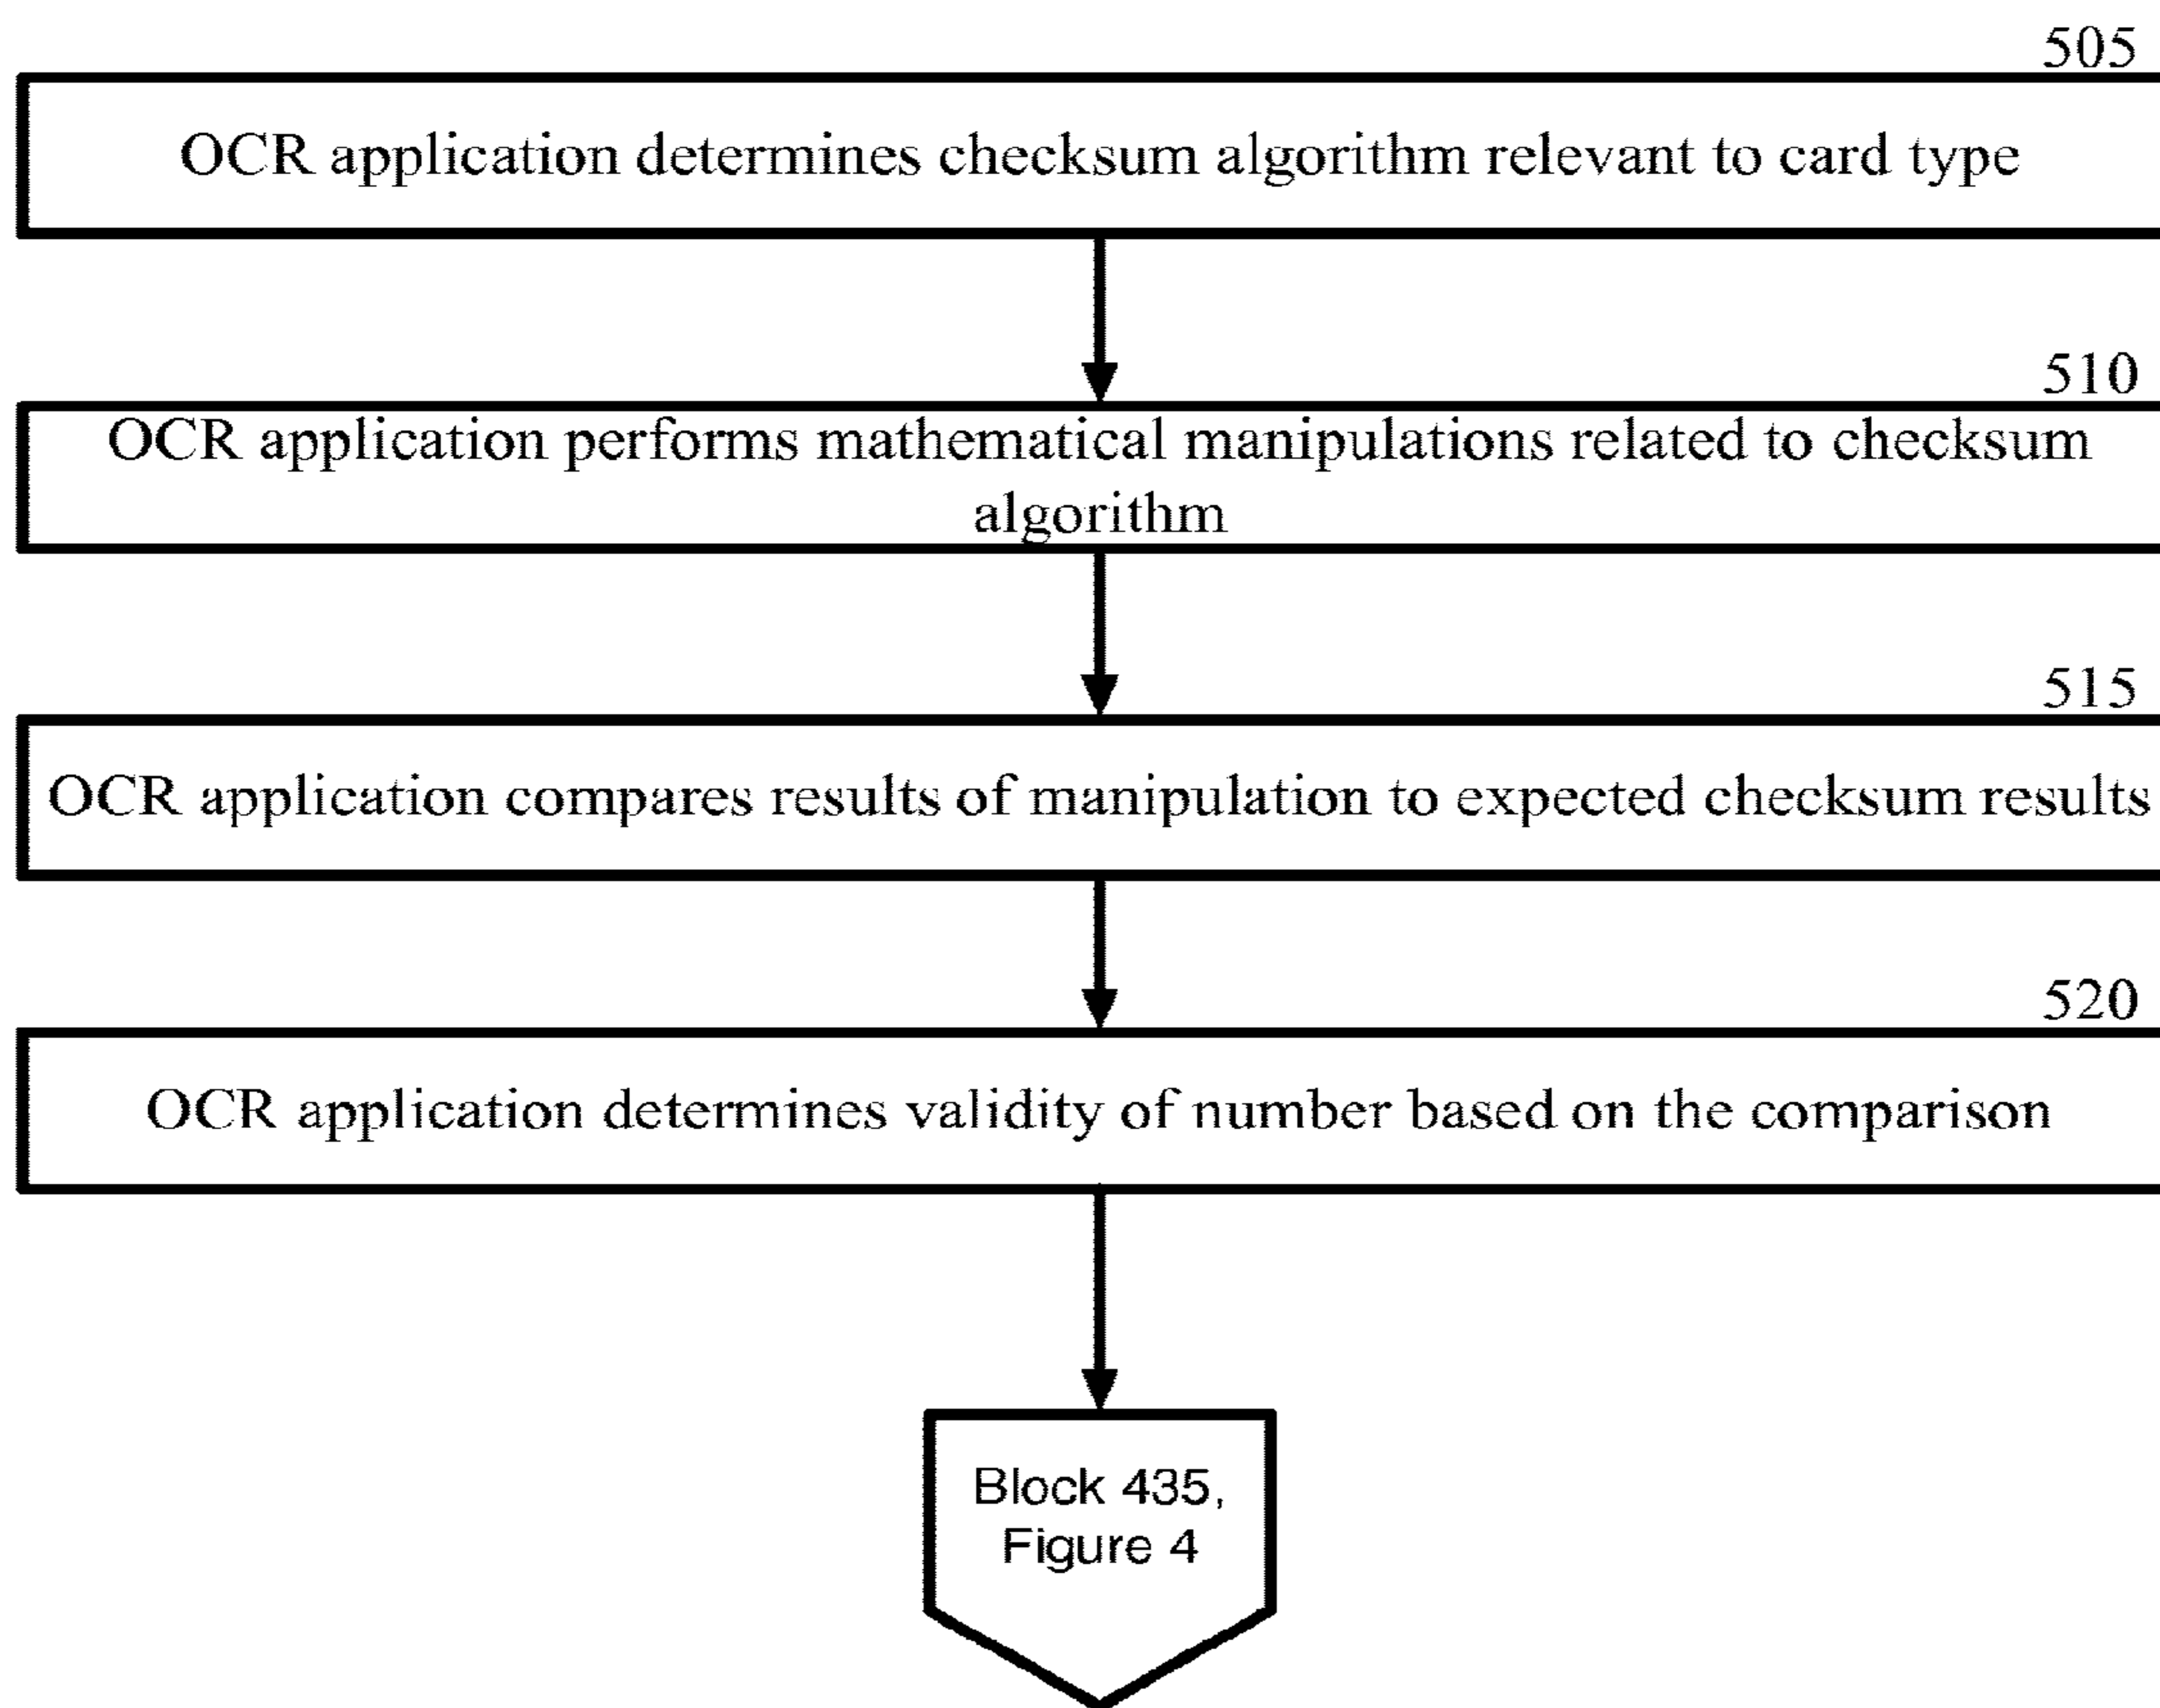 505
OCR application determines checksum algorithm relevant to card type
510
OCR application performs mathematical manipulations related to checksum
algorithm
515
OCR application compares results of manipulation to expected checksum results
520
OCR application determines validity of number based on the comparison
Block 435,
Figure 4